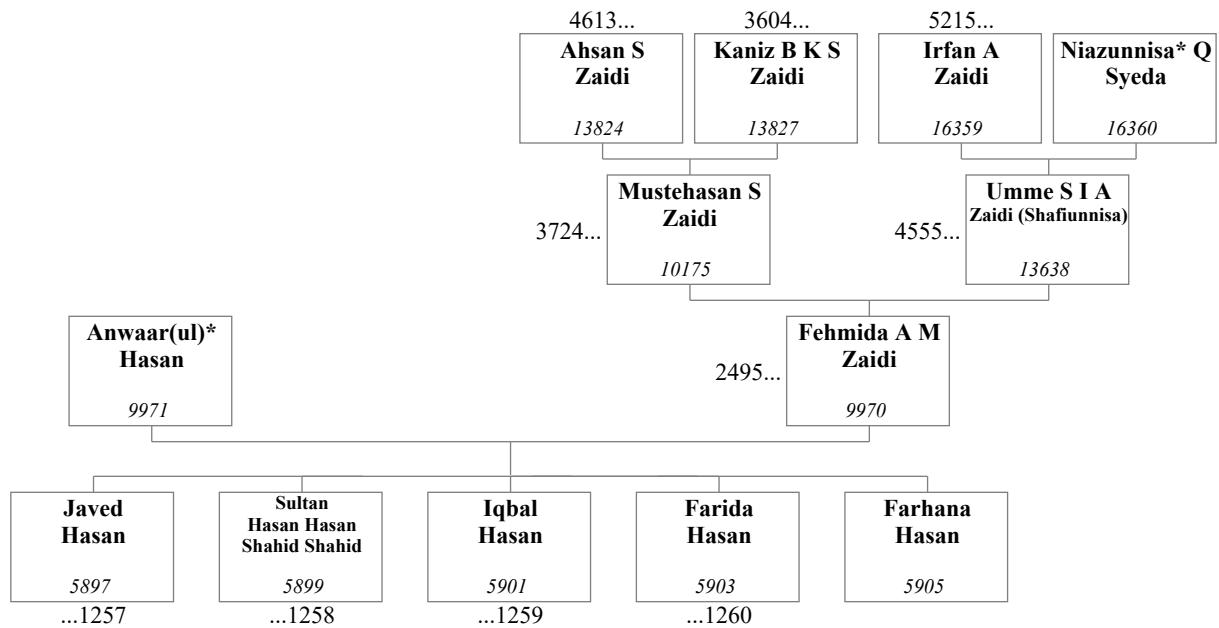 4613...
3604...
5215...
Ahsan S
Zaidi
13824
Kaniz B K S
Zaidi
13827
Irfan A
Zaidi
16359
Niazunnisa* Q
Syeda
16360
3724...
Mustehasan S
Zaidi
10175
4555...
Umme S I A
Zaidi (Shafiunnisa)
13638
Anwaar(ul)*
Hasan
9971
2495...
Fehmida A M
Zaidi
9970
Javed
Hasan
5897
...1257
Sultan
Hasan Hasan
Shahid Shahid
5899
...1258
Iqbal
Hasan
5901
...1259
Farida
Hasan
5903
...1260
Farhana
Hasan
5905